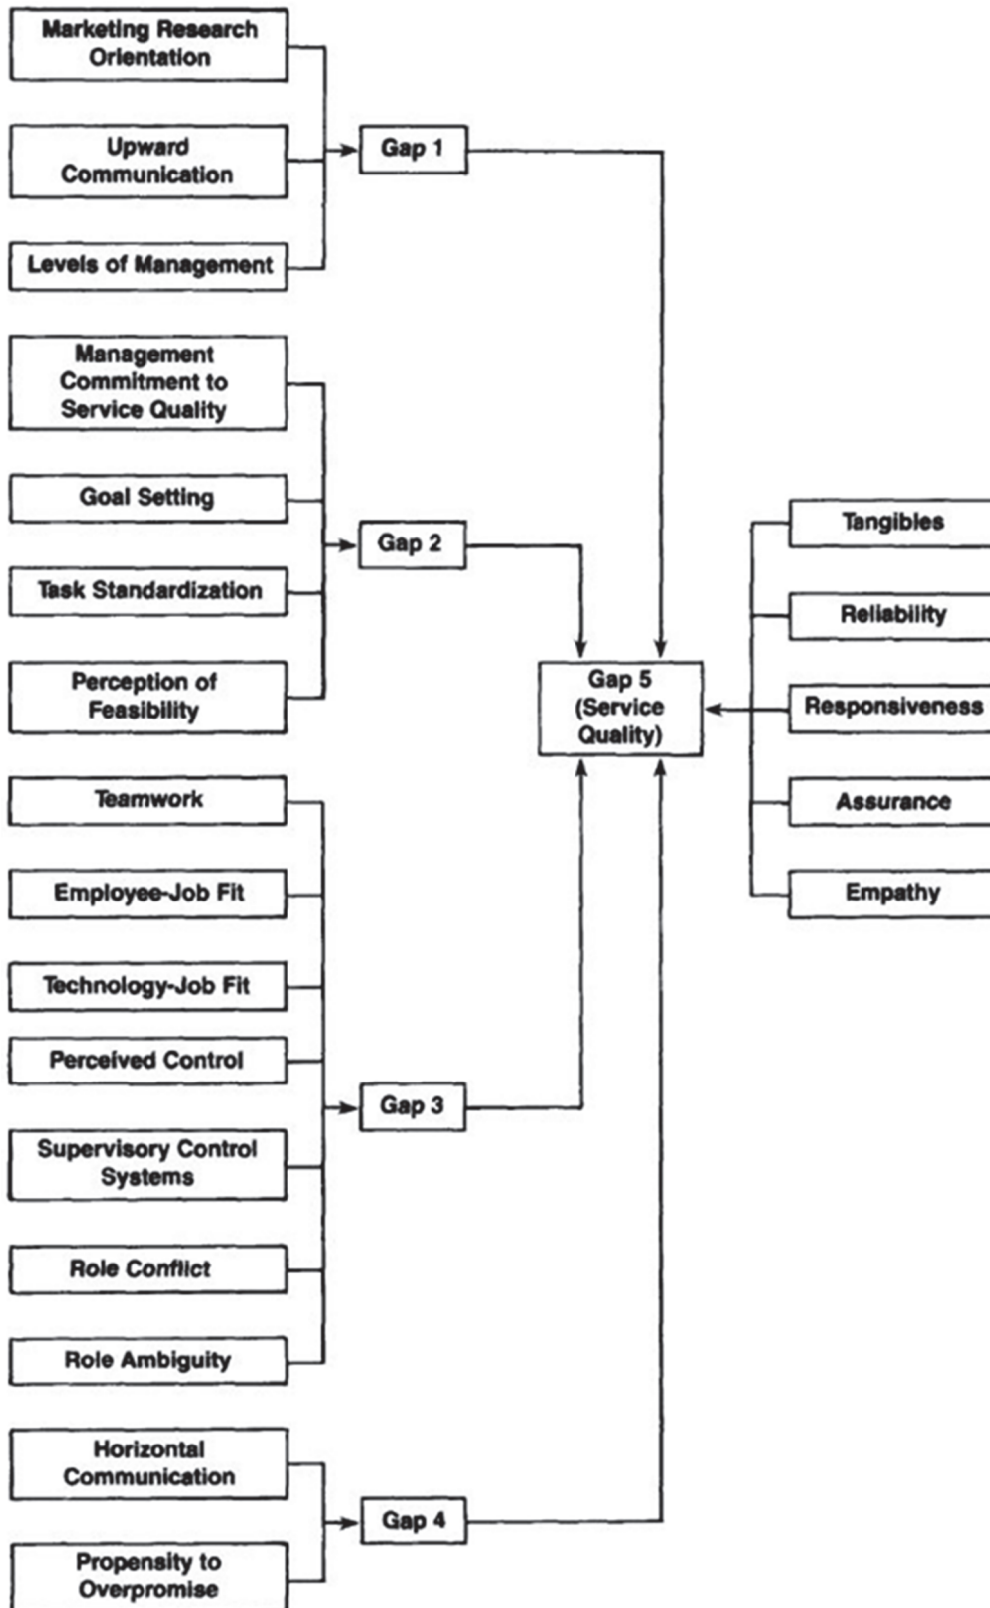 Marketing Research
Orientation
Upward
Communication
Levels of Management
Gap 1
Management
Commitment to
Service Quality
Goal Setting
Task Standardization
Perception of
Feasibility
Gap 2
Teamwork
Employee-Job Fit
Technology-Job Fit
Perceived Control
Supervisory Control
Systems
Role Conflict
Role Ambiguity
Gap 3
Horizontal
Communication
Propensity to
Overpromise
Gap 4
Gap 5
(Service
Quality)
Tangibles
Reliability
Responsiveness
Assurance
Empathy